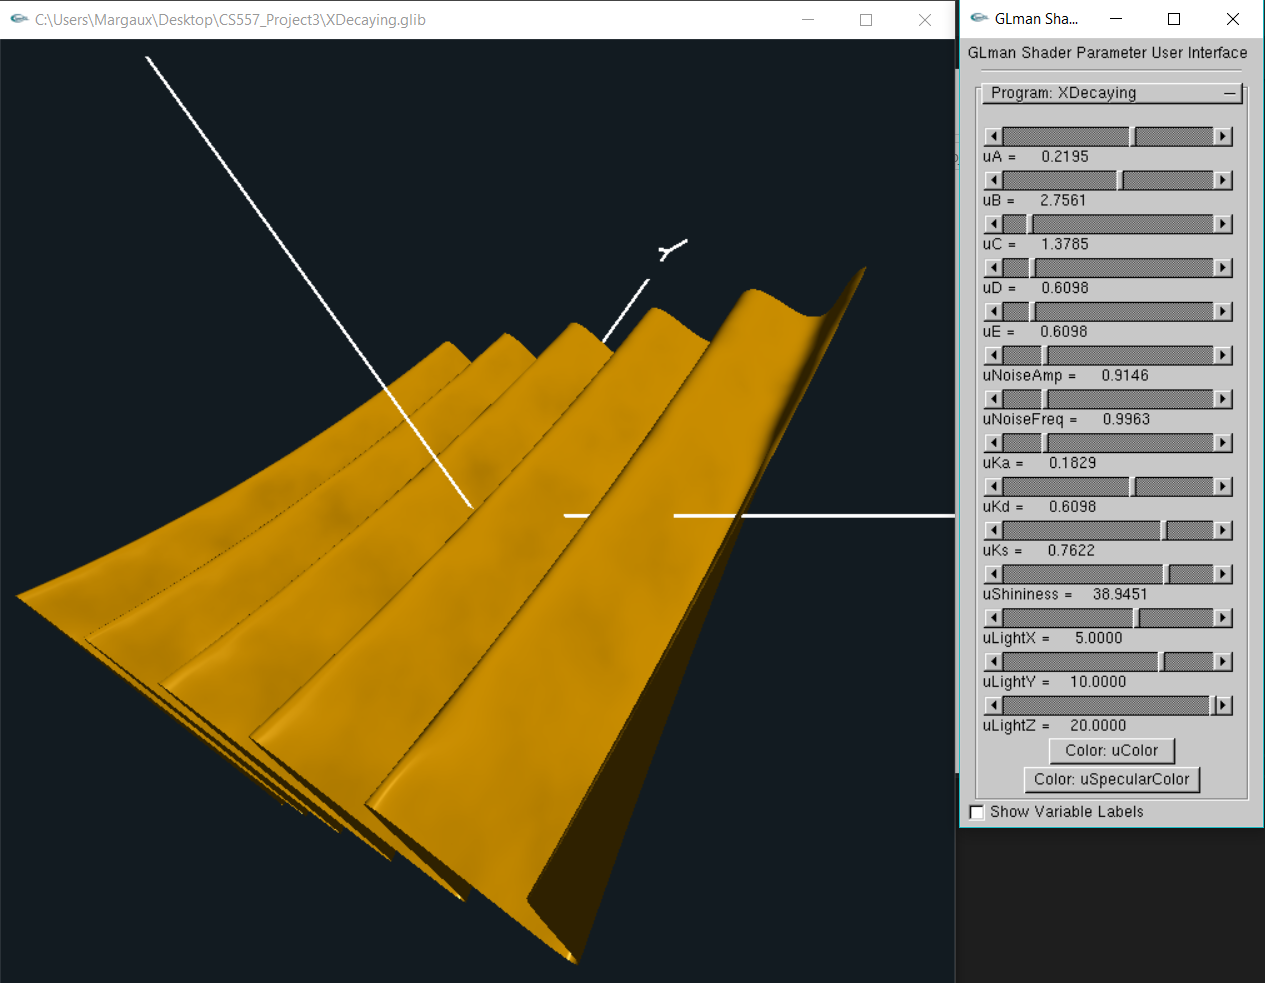 C:\Users\Margaux\Desktop\CS557_Project3\XDecaying.glib
Y
GLman Sha...
GLman Shader Parameter User Interface
Program: XDecaying
uA = 0.2195
uB = 2.7561
uC = 1.3785
uD = 0.6098
uE = 0.6098
uNoiseAmp = 0.9146
uNoiseFreq = 0.9963
uKa = 0.1829
uKd = 0.6098
uKs = 0.7622
uShininess = 38.9451
uLightX = 5.0000
uLightY = 10.0000
uLightZ = 20.0000
Color: uColor
Color: uSpecularColor
Show Variable Labels